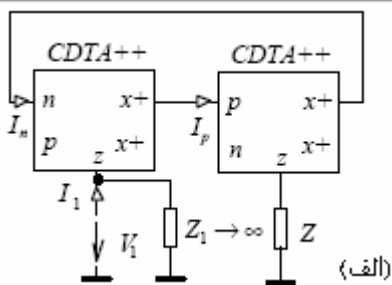 CDTA++ CDTA++
n x+ p x+
I_n p x+ I_p n x+
z z
I_1 V_1 Z_1 → ∞ Z
(الف)